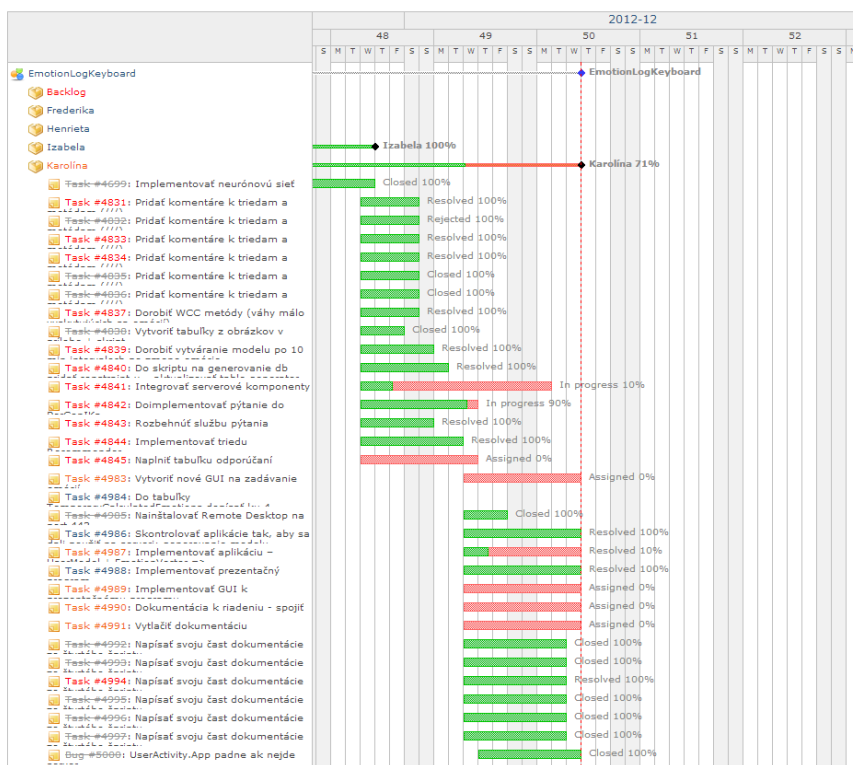 2012-12
48 49 50 51 52
S M T W T F S S M T W T F S S M T W T F S S M T W T F S S M T W T F S S
EmotionLogKeyboard EmotionLogKeyboard
Backlog
Frederika
Henrieta
Izabela Izabela 100%
Karolína Karolína 71%
Task #4699: Implementovať neurónovú sieť Closed 100%
Task #4831: Pridať komentáre k triedam a Resolved 100%
Task #4832: Pridať komentáre k triedam a Rejected 100%
Task #4833: Pridať komentáre k triedam a Resolved 100%
Task #4834: Pridať komentáre k triedam a Resolved 100%
Task #4835: Pridať komentáre k triedam a Closed 100%
Task #4836: Pridať komentáre k triedam a Closed 100%
Task #4837: Dorobiť WCC metódy (váhy málo Resolved 100%
Task #4838: Vytvoriť tabuľky z obrázkov v Closed 100%
Task #4839: Dorobiť vytváranie modelu po 10 Resolved 100%
Task #4840: Do skriptu na generovanie db Resolved 100%
Task #4841: Integrovať serverové komponenty In progress 10%
Task #4842: Doimplementovať pýtanie do In progress 90%
Task #4843: Rozbehnúť službu pýtania Resolved 100%
Task #4844: Implementovať triedu Resolved 100%
Task #4845: Naplniť tabuľku odporúčaní Assigned 0%
Task #4983: Vytvoriť nové GUI na zadávanie Assigned 0%
Task #4984: Do tabuľky
Task #4985: Nainštalovať Remote Desktop na Closed 100%
Task #4986: Skontrolovať aplikácie tak, aby sa Resolved 100%
Task #4987: Implementovať aplikáciu – Resolved 10%
Task #4988: Implementovať prezentačný Resolved 100%
Task #4989: Implementovať GUI k Assigned 0%
Task #4990: Dokumentácia k riadeniu - spojiť Assigned 0%
Task #4991: Vytlačiť dokumentáciu Assigned 0%
Task #4992: Napísať svoju čast dokumentácie Closed 100%
Task #4993: Napísať svoju čast dokumentácie Closed 100%
Task #4994: Napísať svoju čast dokumentácie Resolved 100%
Task #4995: Napísať svoju čast dokumentácie Closed 100%
Task #4996: Napísať svoju čast dokumentácie Closed 100%
Task #4997: Napísať svoju čast dokumentácie Closed 100%
Bug #5000: UserActivity.App padne ak nejde Closed 100%